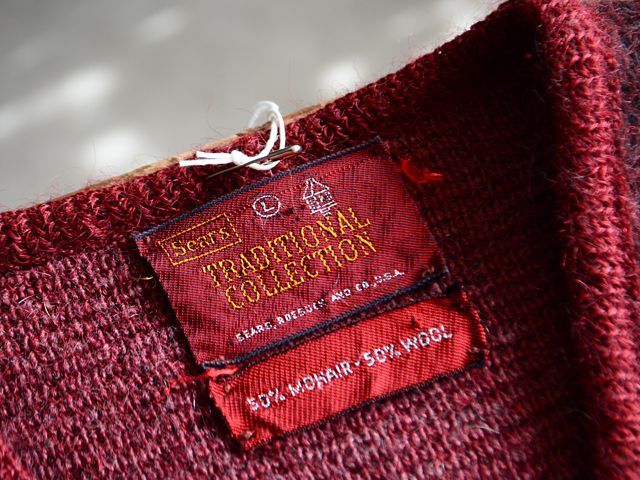 Sears
L
TRADITIONAL
COLLECTION
SEARS, ROEBUCK AND CO., U.S.A.
50% MOHAIR · 50% WOOL